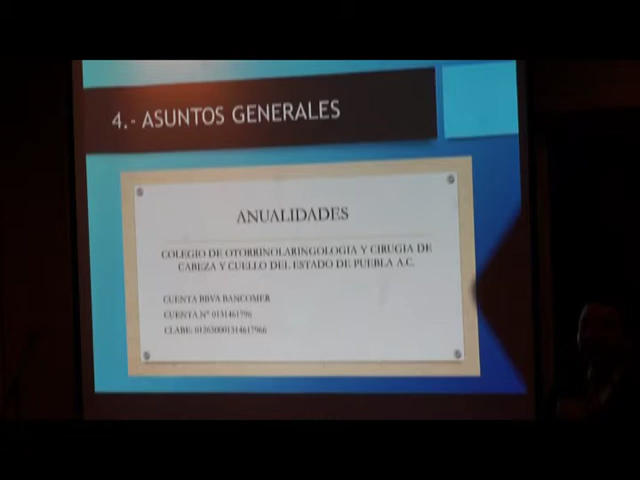 4.- ASUNTOS GENERALES
ANUALIDADES
COLEGIO DE OTORRINOLARINGOLOGIA Y CIRUGIA DE
CABEZA Y CUELLO DEL ESTADO DE PUEBLA A.C.
CUENTA BBVA BANCOMER
CUENTA N° 0131461796
CLABE: